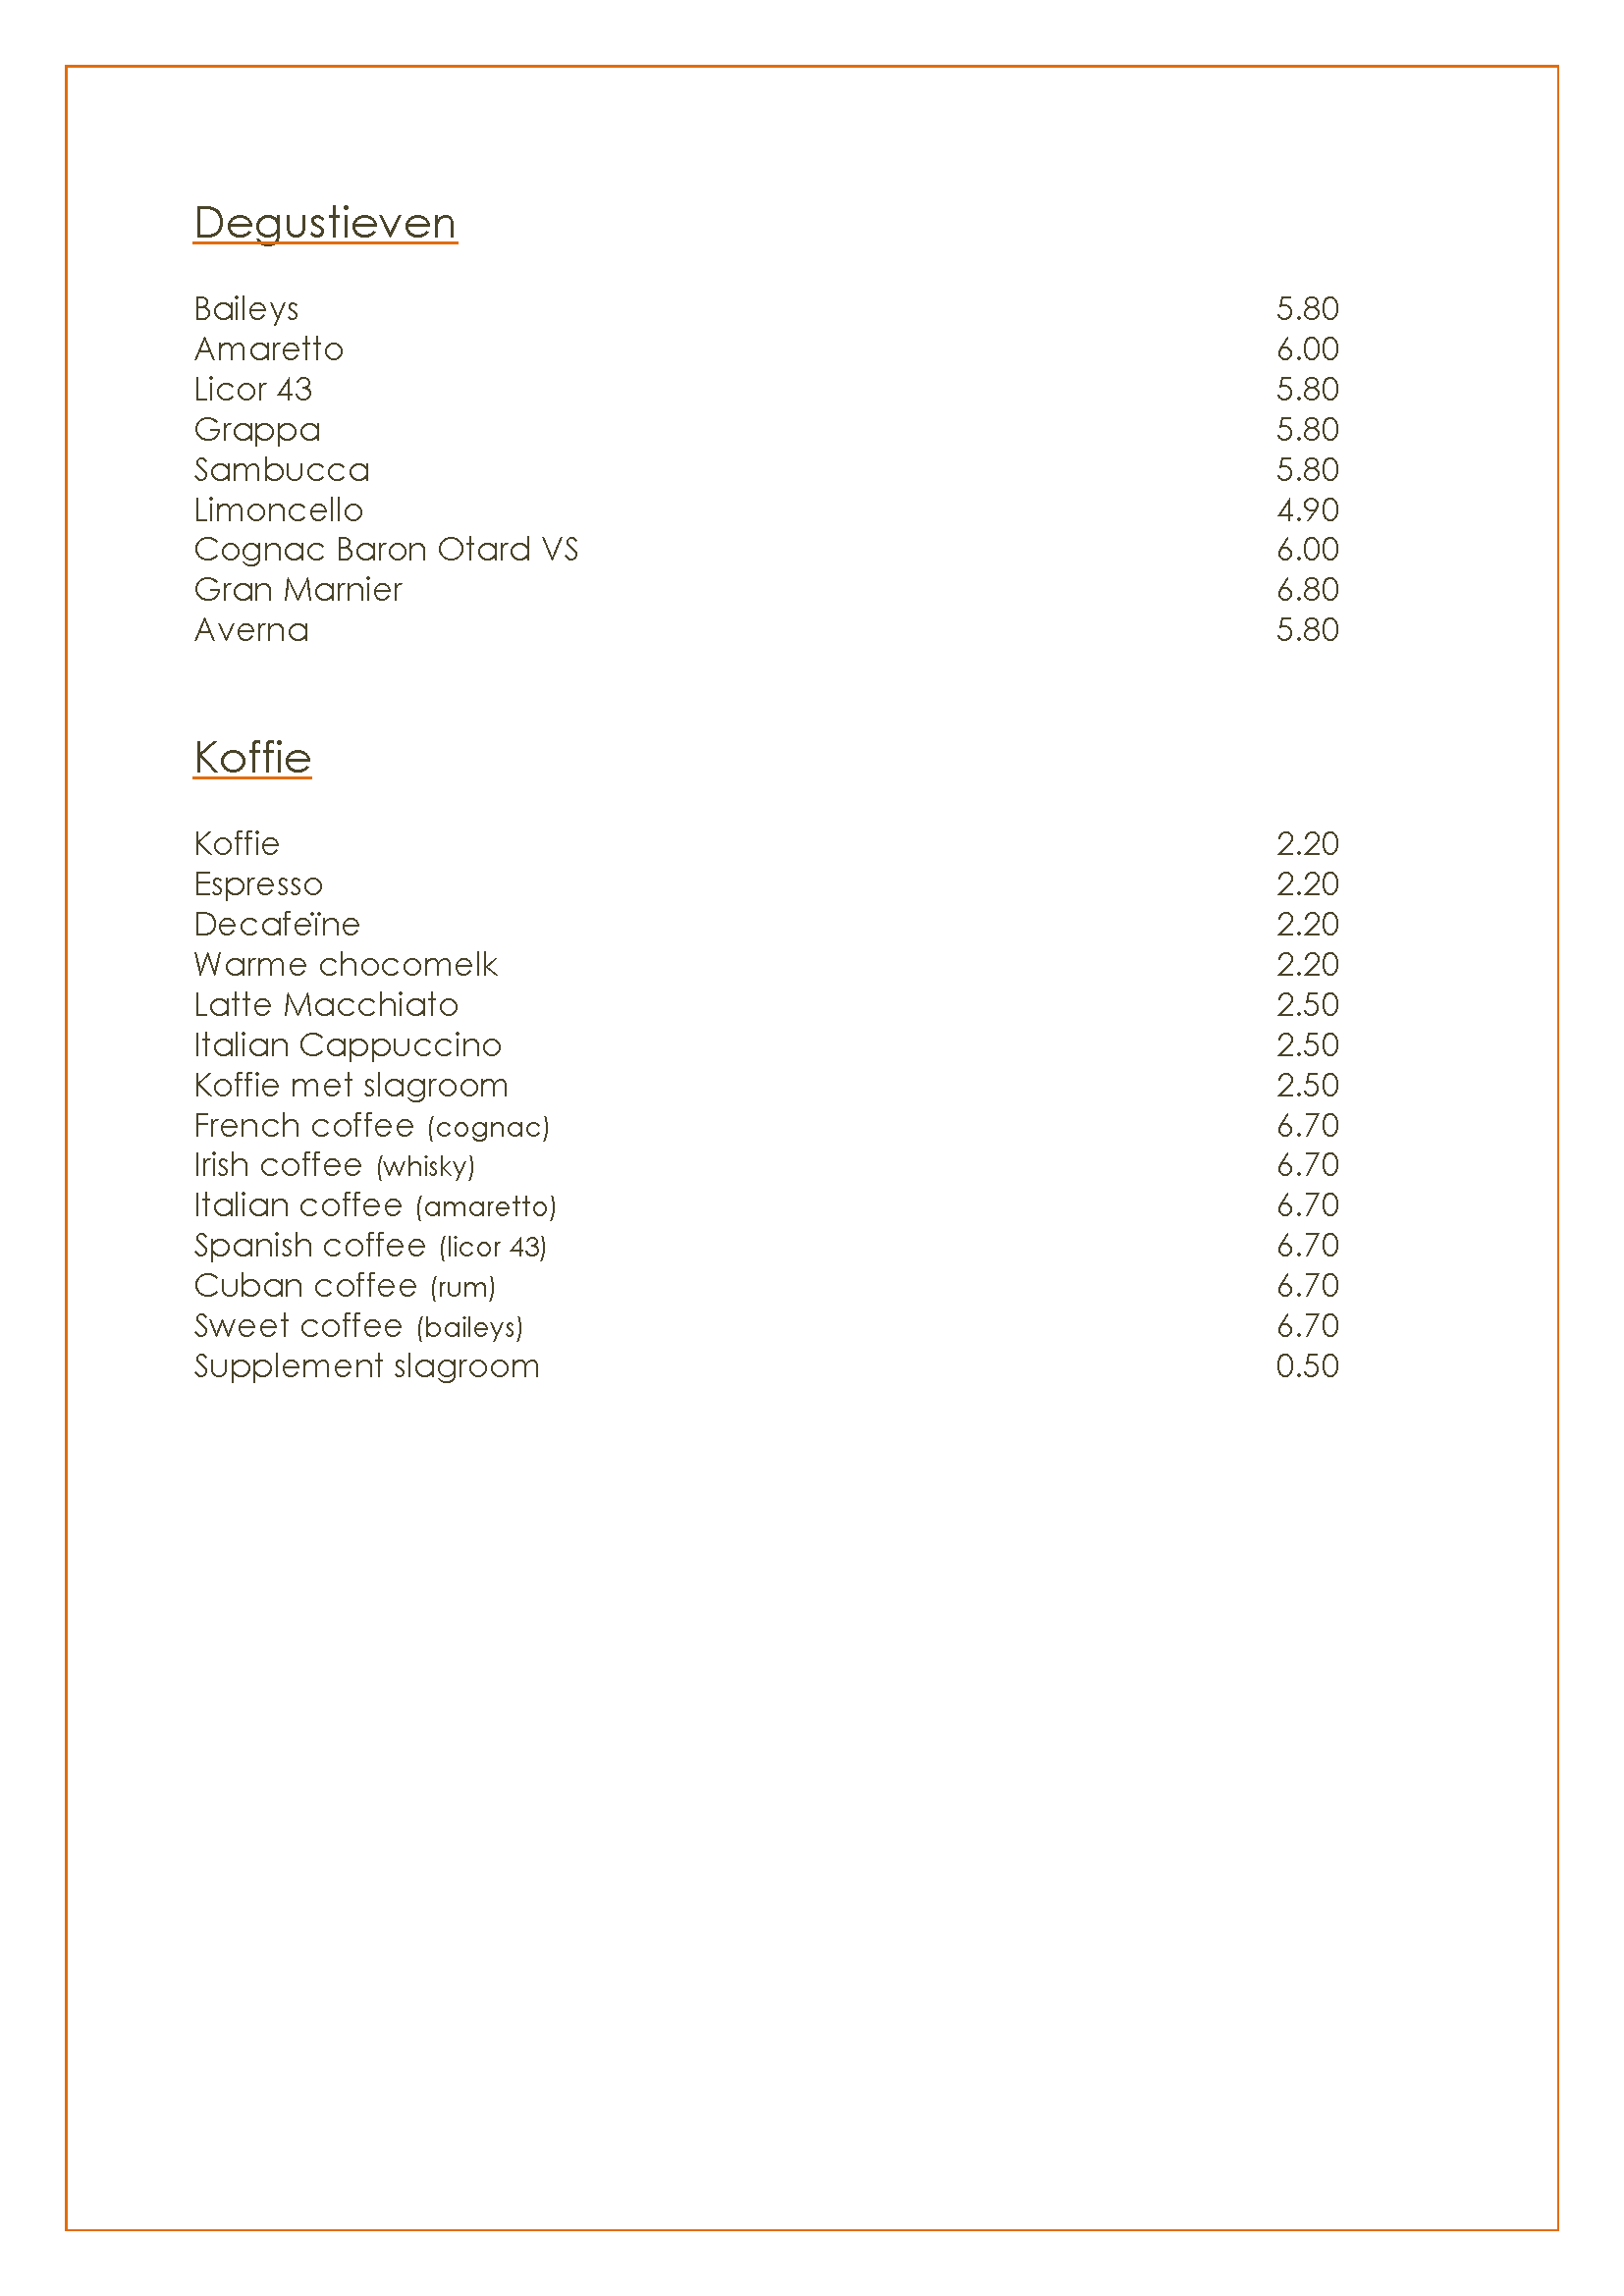 Degustieven
Baileys 5.80
Amaretto 6.00
Licor 43 5.80
Grappa 5.80
Sambucca 5.80
Limoncello 4.90
Cognac Baron Otard VS 6.00
Gran Marnier 6.80
Averna 5.80
Koffie
Koffie 2.20
Espresso 2.20
Decafeïne 2.20
Warme chocomelk 2.20
Latte Macchiato 2.50
Italian Cappuccino 2.50
Koffie met slagroom 2.50
French coffee (cognac) 6.70
Irish coffee (whisky) 6.70
Italian coffee (amaretto) 6.70
Spanish coffee (licor 43) 6.70
Cuban coffee (rum) 6.70
Sweet coffee (baileys) 6.70
Supplement slagroom 0.50